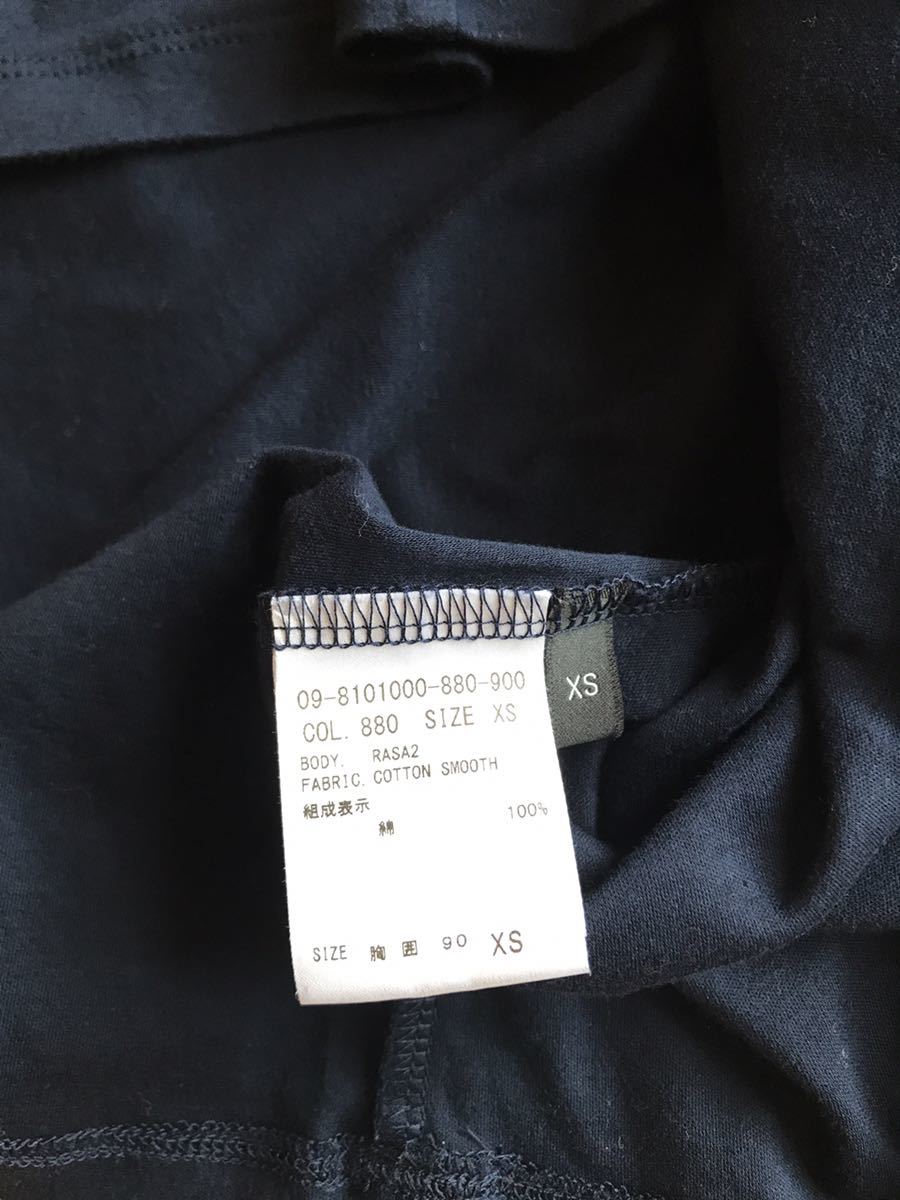 09-8101000-880-900
COL. 880 SIZE XS
BODY. RASA2
FABRIC. COTTON SMOOTH
組成表示
綿 100%
SIZE 胸囲 90 XS
XS